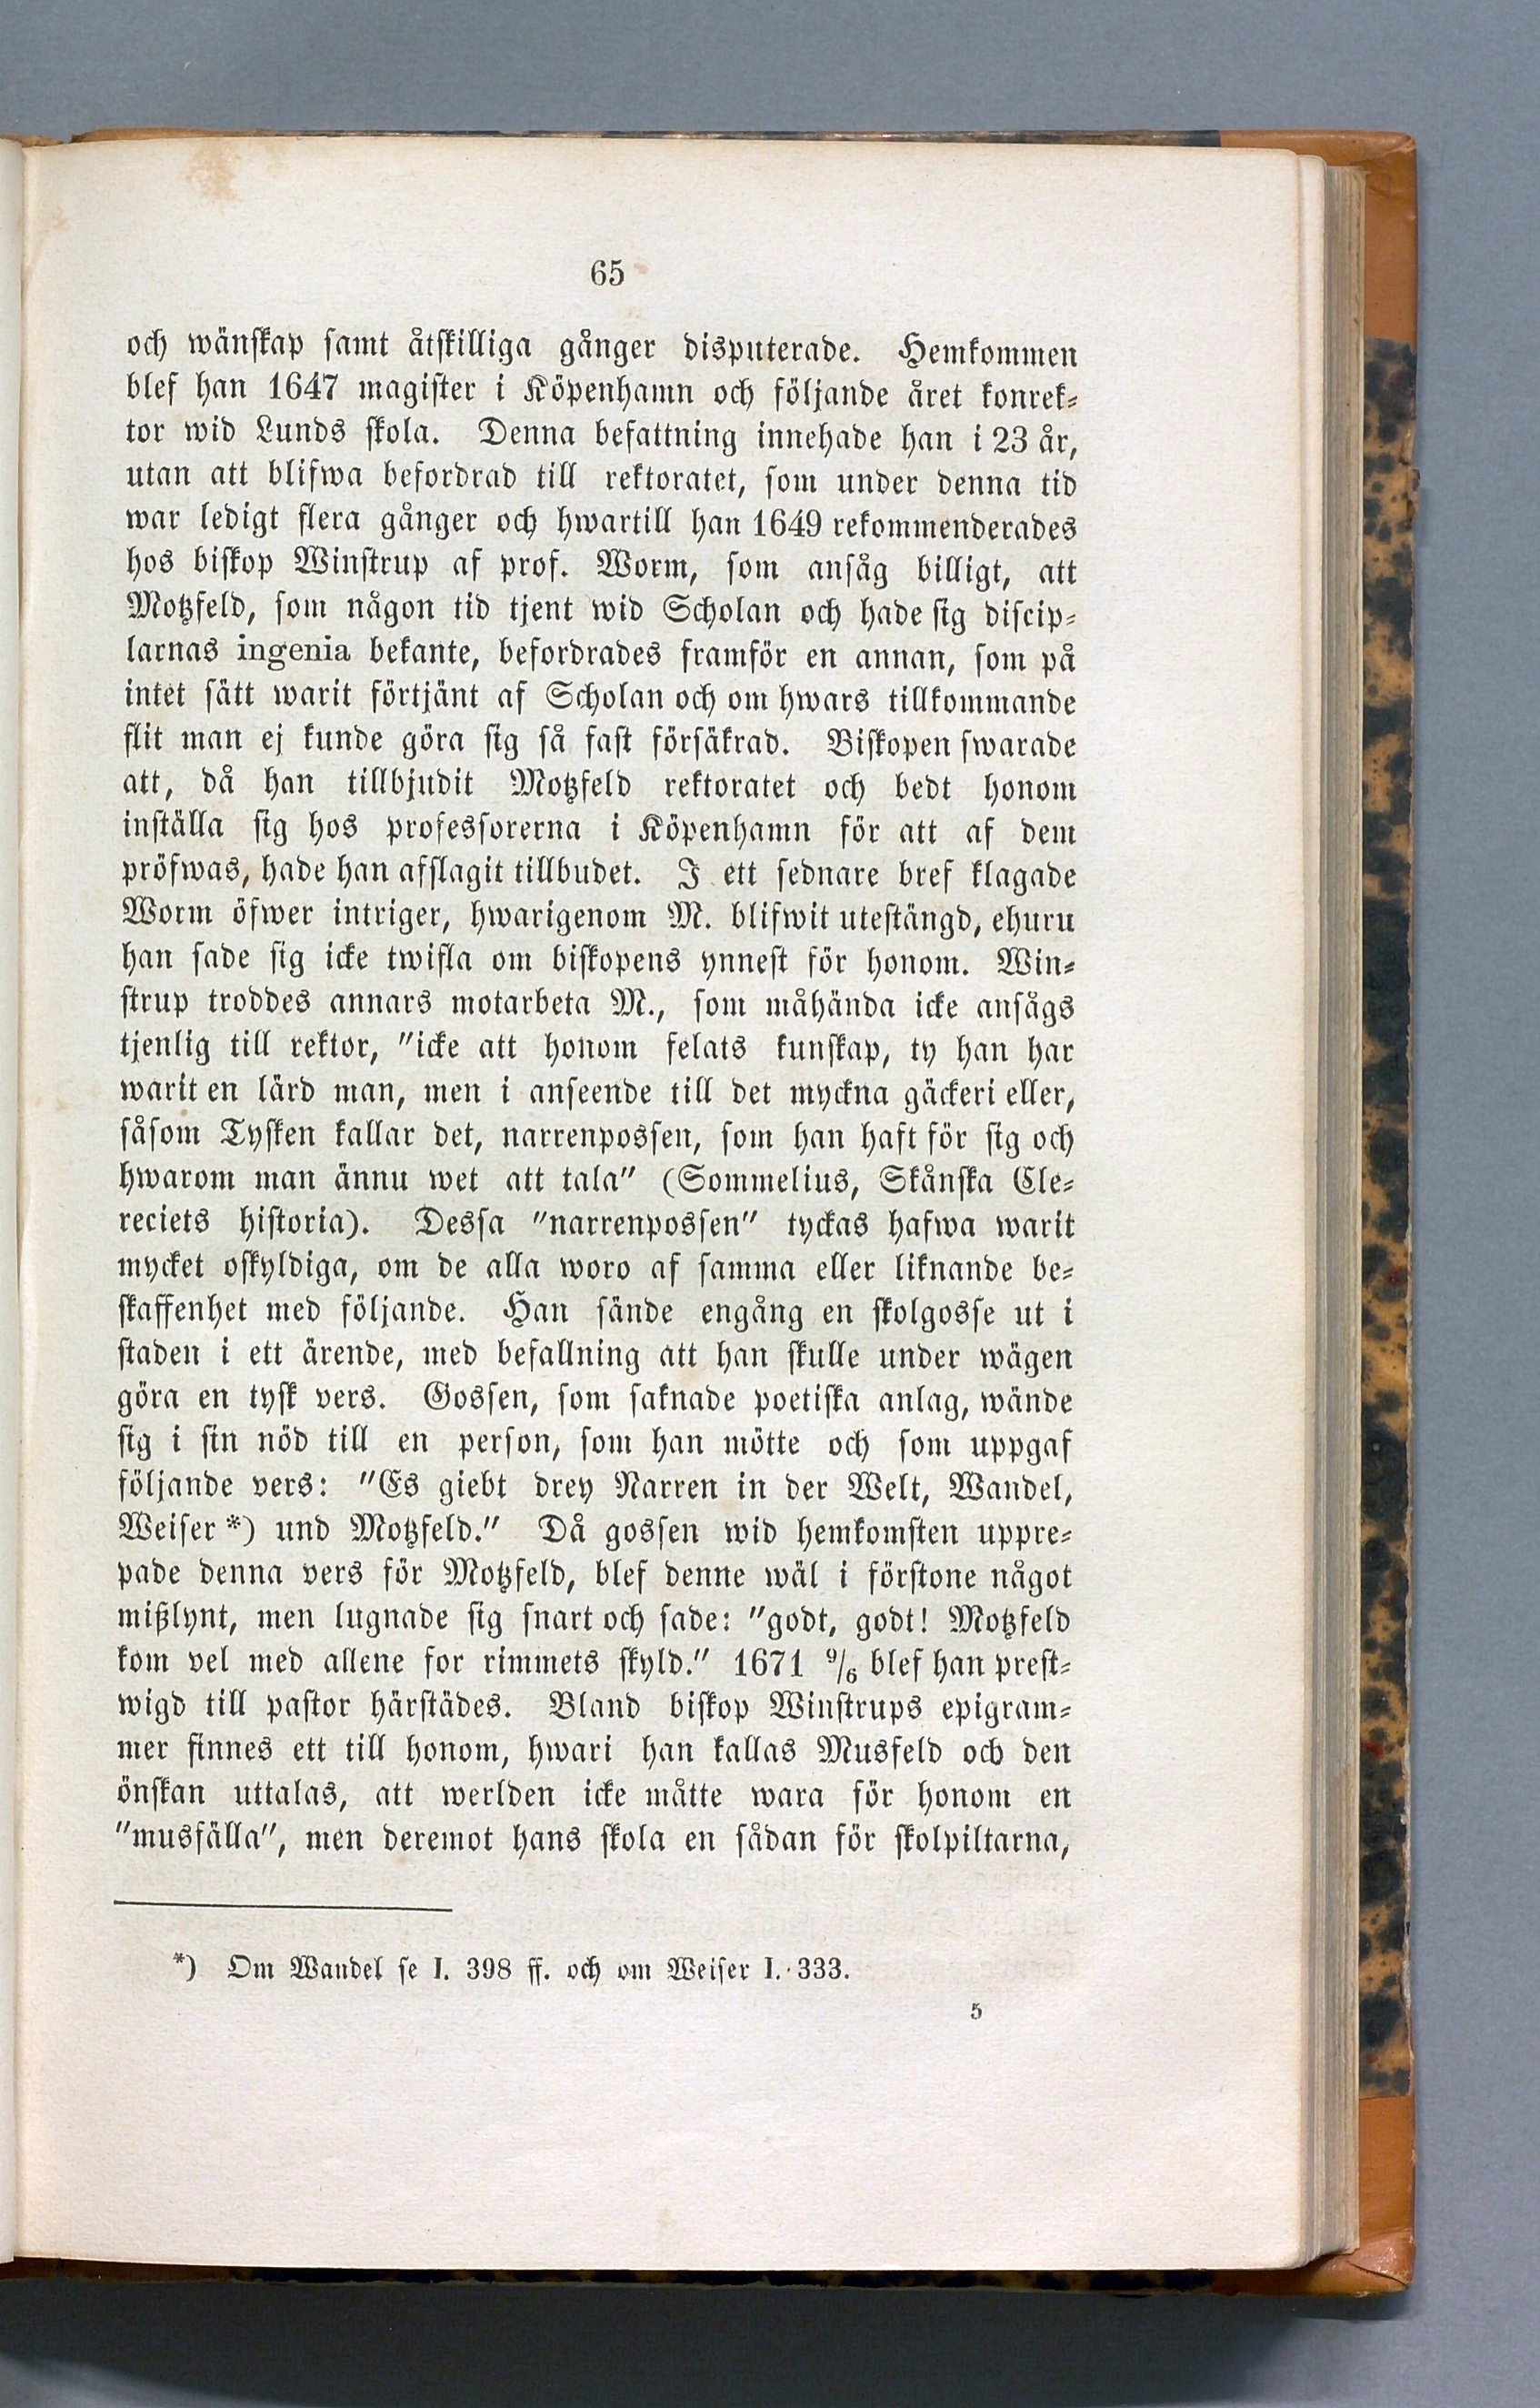 65
och wänskap samt åtskilliga gånger disputerade. Hemkommen
blef han 1647 magister i Köpenhamn och följande året konrek-
tor wid Lunds skola. Denna befattning innehade han i 23 år,
utan att blifwa befordrad till rektoratet, som under denna tid
war ledigt flera gånger och hwartill han 1649 rekommenderades
hos biskop Winstrup af prof. Worm, som ansåg billigt, att
Motzfeld, som någon tid tjent wid Scholan och hade sig discip-
larnas ingenia bekante, befordrades framför en annan, som på
intet sätt warit förtjänt af Scholan och om hwars tillkommande
flit man ej kunde göra sig så fast försäkrad. Biskopen swarade
att, då han tillbjudit Motzfeld rektoratet och bedt honom
inställa sig hos professorerna i Köpenhamn för att af dem
pröfwas, hade han afslagit tillbudet. I ett sednare bref klagade
Worm öfwer intriger, hwarigenom M. blifwit utestängd, ehuru
han sade sig icke twifla om biskopens ynnest för honom. Win-
strup troddes annars motarbeta M., som måhända icke ansågs
tjenlig till rektor, "icke att honom felats kunskap, ty han har
warit en lärd man, men i anseende till det myckna gäckeri eller,
såsom Tysken kallar det, narrenpossen, som han haft för sig och
hwarom man ännu wet att tala" (Sommelius, Skånska Cle-
reciets historia). Dessa "narrenpossen" tyckas hafwa warit
mycket oskyldiga, om de alla woro af samma eller liknande be-
skaffenhet med följande. Han sände engång en skolgosse ut i
staden i ett ärende, med befallning att han skulle under wägen
göra en tysk vers. Gossen, som saknade poetiska anlag, wände
sig i sin nöd till en person, som han mötte och som uppgaf
följande vers: "Es giebt drey Narren in der Welt, Wandel,
Weiser *) und Motzfeld." Då gossen wid hemkomsten uppre-
pade denna vers för Motzfeld, blef denne wäl i förstone något
mißlynt, men lugnade sig snart och sade: "godt, godt! Motzfeld
kom vel med allene for rimmets skyld." 1671 9/6 blef han prest-
wigd till pastor härstädes. Bland biskop Winstrups epigram-
mer finnes ett till honom, hwari han kallas Musfeld och den
önskan uttalas, att werlden icke måtte wara för honom en
"musfälla", men deremot hans skola en sådan för skolpiltarna,
*) Om Wandel se I. 398 ff. och om Weiser I. 333.
5